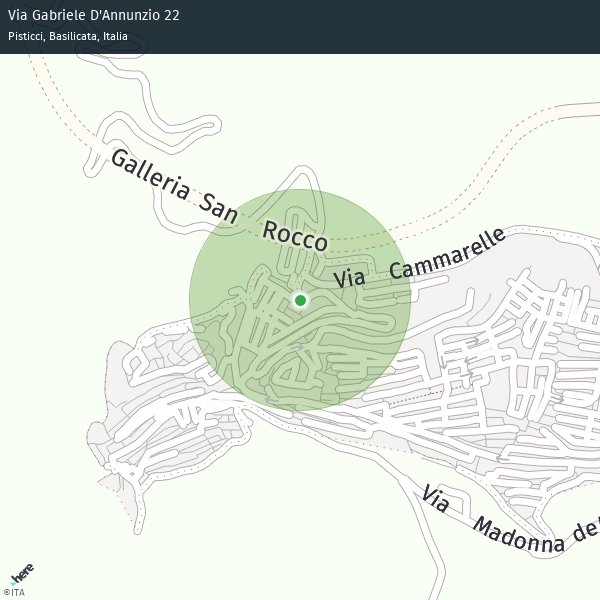 Via Gabriele D'Annunzio 22
Pisticci, Basilicata, Italia
Galleria San Rocco
Via Cammarelle
Via Madonna de
here
©ITA